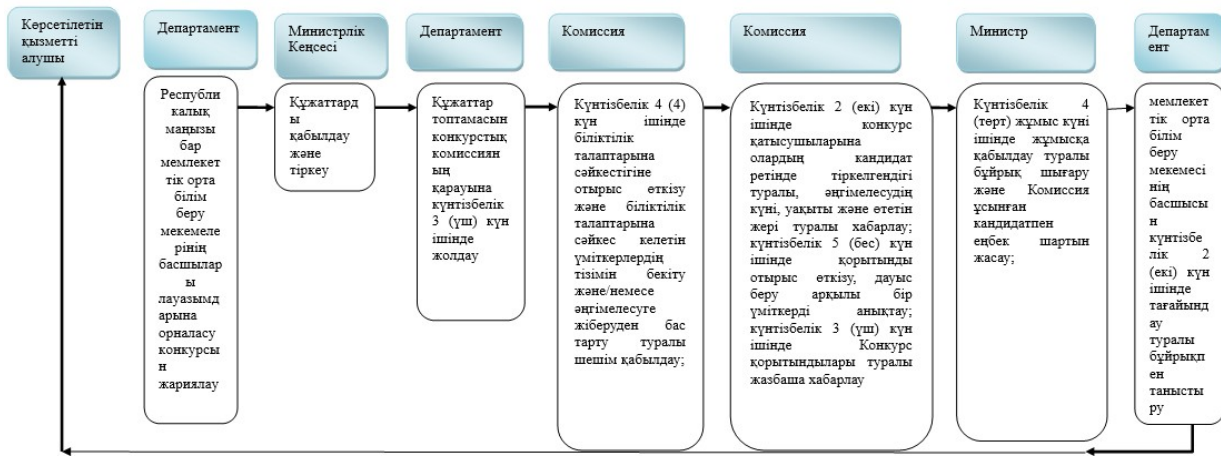 Көрсетілетін
қызметті
алушы
Департамент
Министрлік
Кеңсесі
Департамент
Комиссия
Комиссия
Министр
Департам
ент
Республи
калық
маңызы
бар
мемлекет
тік орта
білім
беру
мекемеле
рінің
басшылар
ы
лауазымд
арына
орналасу
конкурсы
н
жариялау
Құжаттард
ы
қабылдау
және
тіркеу
Құжаттар
топтамасын
конкурстық
комиссиян
ың
қарауына
күнтізбелік
3 (үш) күн
ішінде
жолдау
Күнтізбелік 4 (4)
күн ішінде
біліктілік
талаптарына
сәйкестігіне
отырыс өткізу
және біліктілік
талаптарына
сәйкес келетін
үміткерлердің
тізімін бекіту
және/немесе
әңгімелесуге
жіберуден бас
тарту туралы
шешім қабылдау;
Күнтізбелік 2 (екі) күн
ішінде конкурс
қатысушыларына
олардың кандидат
ретінде тіркелгендігі
туралы, әңгімелесудің
күні, уақыты және өтетін
жері туралы хабарлау;
күнтізбелік 5 (бес) күн
ішінде қорытынды
отырыс өткізу, дауыс
беру арқылы бір
үміткерді анықтау;
күнтізбелік 3 (үш) күн
ішінде Конкурс
қорытындылары туралы
жазбаша хабарлау
Күнтізбелік 4
(төрт) жұмыс күні
ішінде жұмысқа
қабылдау туралы
бұйрық шығару
және Комиссия
ұсынған
кандидатпен
еңбек шартын
жасау;
мемлекет
тік орта
білім
беру
мекемесі
нің
басшысы
н
күнтізбе
лік 2
(екі) күн
ішінде
тағайынд
ау
туралы
бұйрықп
ен
танысты
ру